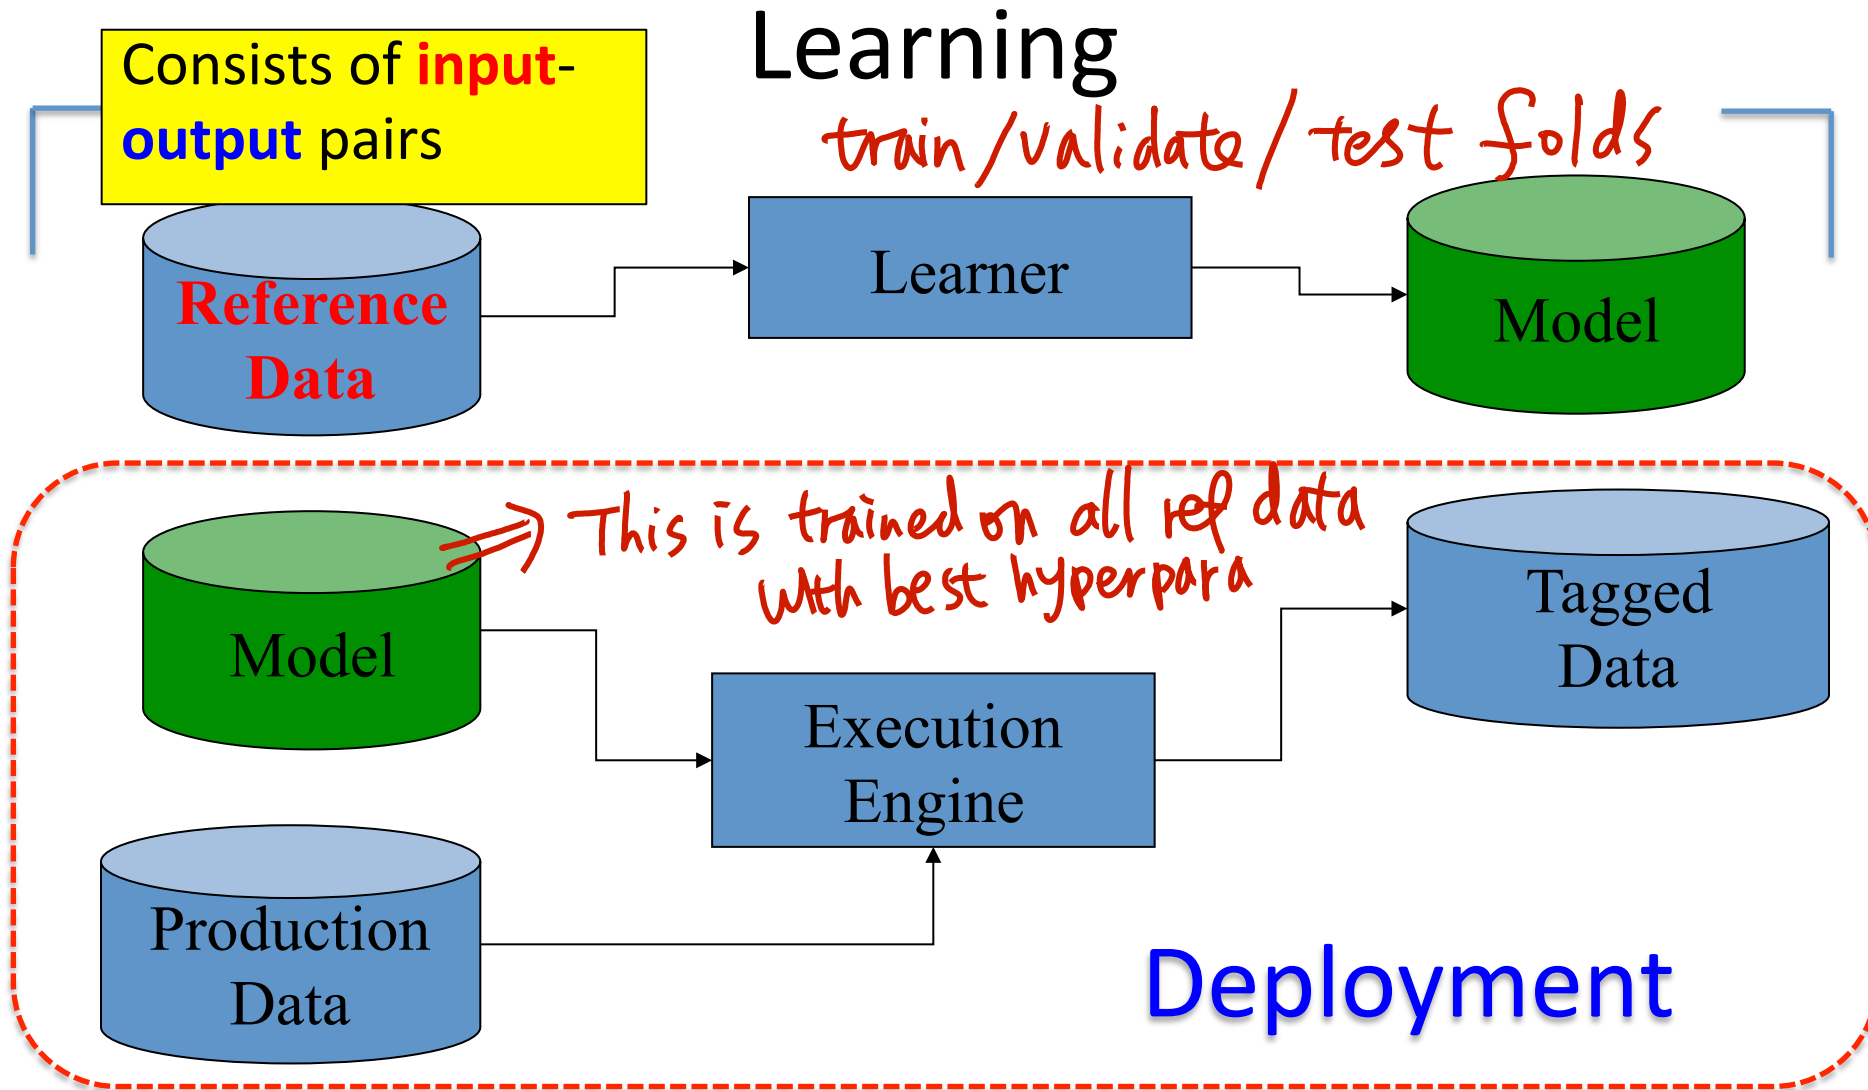 Learning
Consists of input-
output pairs
train/validate/test folds
Reference
Data
Learner
Model
This is trained on all ref data
with best hyperpara
Model
Tagged
Data
Execution
Engine
Production
Data
Deployment